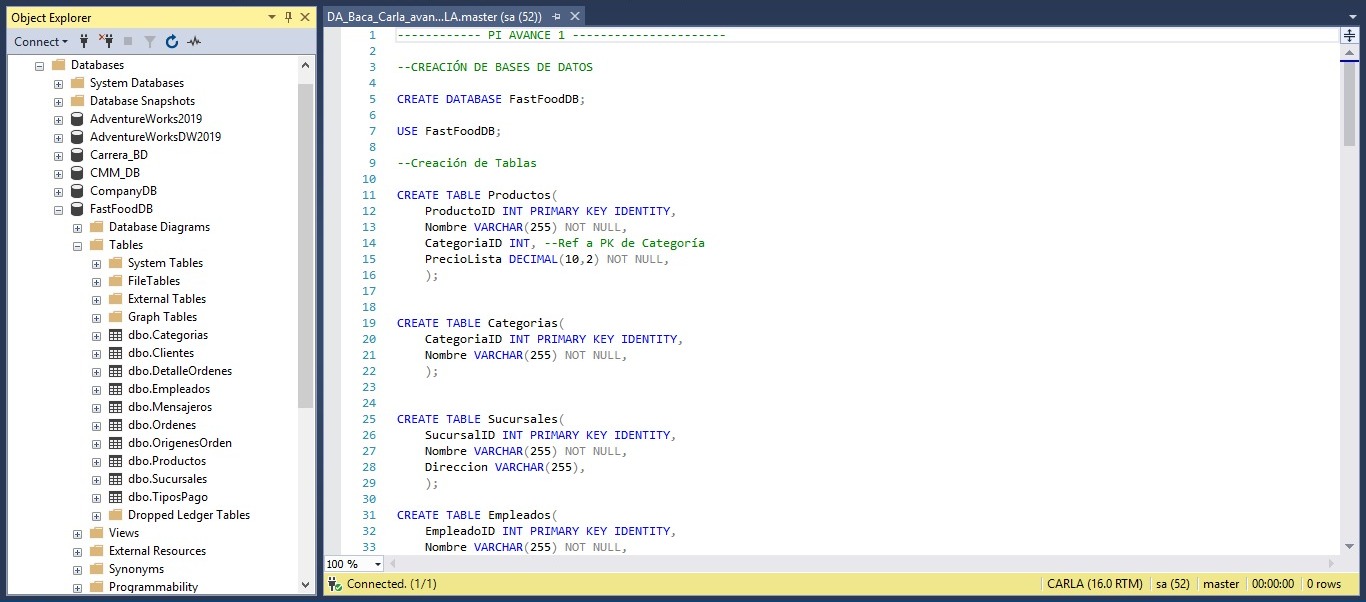 Object Explorer
Connect
Databases
System Databases
Database Snapshots
AdventureWorks2019
AdventureWorksDW2019
Carrera_BD
CMM_DB
CompanyDB
FastFoodDB
Database Diagrams
Tables
System Tables
FileTables
External Tables
Graph Tables
dbo.Categorias
dbo.Clientes
dbo.DetalleOrdenes
dbo.Empleados
dbo.Mensajeros
dbo.Ordenes
dbo.OrigenesOrden
dbo.Productos
dbo.Sucursales
dbo.TiposPago
Dropped Ledger Tables
Views
External Resources
Synonyms
Programmability
DA_Baca_Carla_avan...LA.master (sa (52))
1 ------------ PI AVANCE 1 ----------------------
2
3 --CREACIÓN DE BASES DE DATOS
4
5 CREATE DATABASE FastFoodDB;
6
7 USE FastFoodDB;
8
9 --Creación de Tablas
10
11 CREATE TABLE Productos(
12 ProductoID INT PRIMARY KEY IDENTITY,
13 Nombre VARCHAR(255) NOT NULL,
14 CategoriaID INT, --Ref a PK de Categoría
15 PrecioLista DECIMAL(10,2) NOT NULL,
16 );
17
18
19 CREATE TABLE Categorias(
20 CategoriaID INT PRIMARY KEY IDENTITY,
21 Nombre VARCHAR(255) NOT NULL,
22 );
23
24
25 CREATE TABLE Sucursales(
26 SucursalID INT PRIMARY KEY IDENTITY,
27 Nombre VARCHAR(255) NOT NULL,
28 Direccion VARCHAR(255),
29 );
30
31 CREATE TABLE Empleados(
32 EmpleadoID INT PRIMARY KEY IDENTITY,
33 Nombre VARCHAR(255) NOT NULL,
100 %
Connected. (1/1)
CARLA (16.0 RTM)
sa (52)
master
00:00:00
0 rows